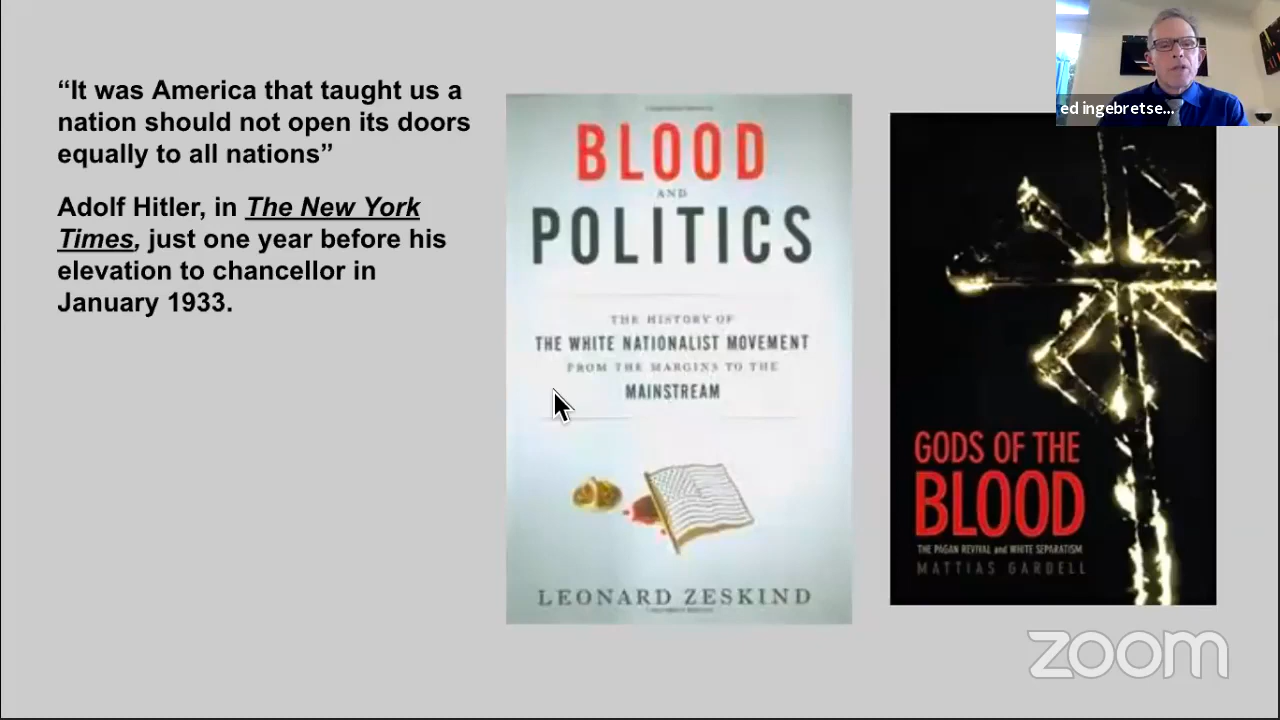 “It was America that taught us a
nation should not open its doors
equally to all nations”
Adolf Hitler, in The New York
Times, just one year before his
elevation to chancellor in
January 1933.
BLOOD
AND
POLITICS
THE HISTORY OF
THE WHITE NATIONALIST MOVEMENT
FROM THE MARGINS TO THE
MAINSTREAM
LEONARD ZESKIND
GODS OF THE
BLOOD
THE PAGAN REVIVAL and WHITE SEPARATISM
MATTIAS GARDELL
ed ingebretse...
zoom